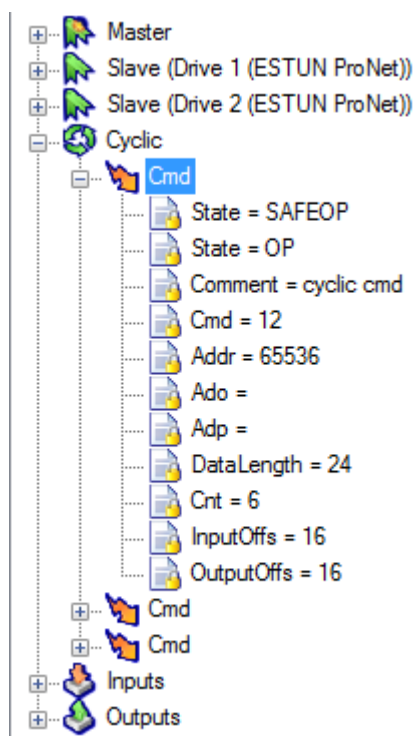 Master
Slave (Drive 1 (ESTUN ProNet))
Slave (Drive 2 (ESTUN ProNet))
Cyclic
Cmd
State = SAFEOP
State = OP
Comment = cyclic cmd
Cmd = 12
Addr = 65536
Ado =
Adp =
DataLength = 24
Cnt = 6
InputOffs = 16
OutputOffs = 16
Cmd
Cmd
Inputs
Outputs